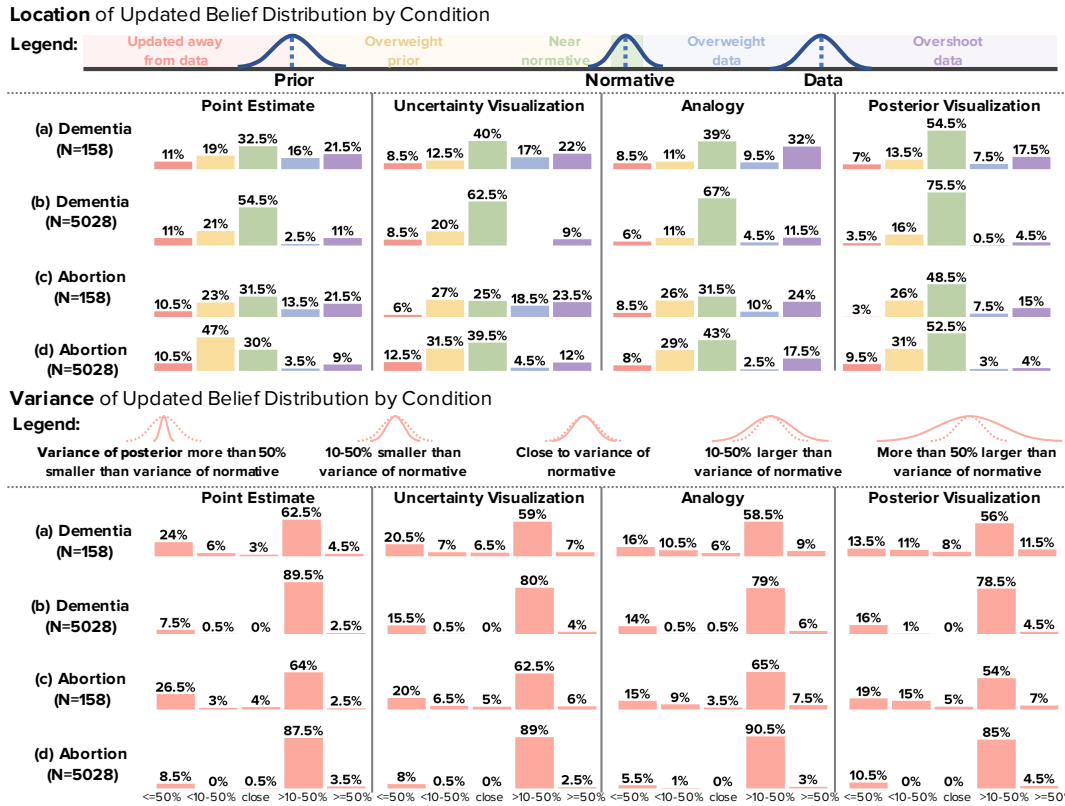 Location of Updated Belief Distribution by Condition
Legend:
Updated away
from data
Overweight
prior
Near
normative
Overweight
data
Overshoot
data
Prior
Normative
Data
Point Estimate
Uncertainty Visualization
Analogy
Posterior Visualization
(a) Dementia
(N=158)
11% 19% 32.5% 16% 21.5%
8.5% 12.5% 40% 17% 22%
8.5% 11% 39% 9.5% 32%
7% 13.5% 54.5% 7.5% 17.5%
(b) Dementia
(N=5028)
11% 21% 54.5% 2.5% 11%
8.5% 20% 62.5% 9%
6% 11% 67% 4.5% 11.5%
3.5% 16% 75.5% 0.5% 4.5%
(c) Abortion
(N=158)
10.5% 23% 31.5% 13.5% 21.5%
6% 27% 25% 18.5% 23.5%
8.5% 26% 31.5% 10% 24%
3% 26% 48.5% 7.5% 15%
(d) Abortion
(N=5028)
10.5% 47% 30% 3.5% 9%
12.5% 31.5% 39.5% 4.5% 12%
8% 29% 43% 2.5% 17.5%
9.5% 31% 52.5% 3% 4%
Variance of Updated Belief Distribution by Condition
Legend:
Variance of posterior more than 50%
smaller than variance of normative
10-50% smaller than
variance of normative
Close to variance of
normative
10-50% larger than
variance of normative
More than 50% larger than
variance of normative
Point Estimate
Uncertainty Visualization
Analogy
Posterior Visualization
(a) Dementia
(N=158)
24% 6% 3% 62.5% 4.5%
20.5% 7% 6.5% 59% 7%
16% 10.5% 6% 58.5% 9%
13.5% 11% 8% 56% 11.5%
(b) Dementia
(N=5028)
7.5% 0.5% 0% 89.5% 2.5%
15.5% 0.5% 0% 80% 4%
14% 0.5% 0.5% 79% 6%
16% 1% 0% 78.5% 4.5%
(c) Abortion
(N=158)
26.5% 3% 4% 64% 2.5%
20% 6.5% 5% 62.5% 6%
15% 9% 3.5% 65% 7.5%
19% 15% 5% 54% 7%
(d) Abortion
(N=5028)
8.5% 0% 0.5% 87.5% 3.5%
8% 0.5% 0% 89% 2.5%
5.5% 1% 0% 90.5% 3%
10.5% 0% 0% 85% 4.5%
<=50% <10-50% close >10-50% >=50%
<=50% <10-50% close >10-50% >=50%
<=50% <10-50% close >10-50% >=50%
<=50% <10-50% close >10-50% >=50%